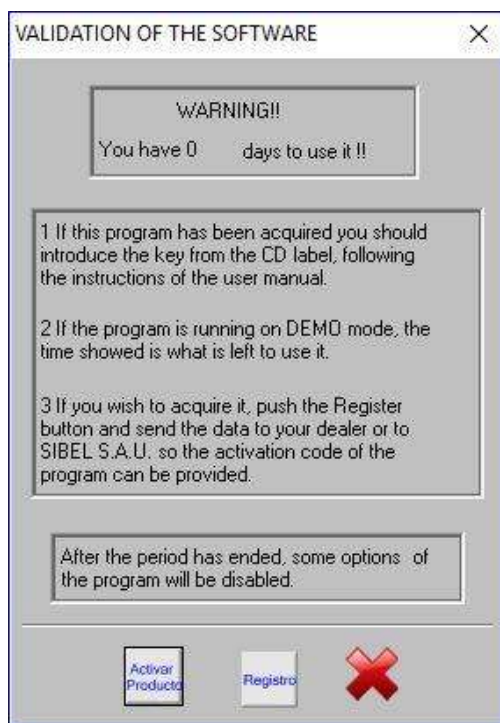 VALIDATION OF THE SOFTWARE
WARNING!!
You have 0 days to use it !!
1 If this program has been acquired you should
introduce the key from the CD label, following
the instructions of the user manual.
2 If the program is running on DEMO mode, the
time showed is what is left to use it.
3 If you wish to acquire it, push the Register
button and send the data to your dealer or to
SIBEL S.A.U. so the activation code of the
program can be provided.
After the period has ended, some options of
the program will be disabled.
Activar
Producto
Registro